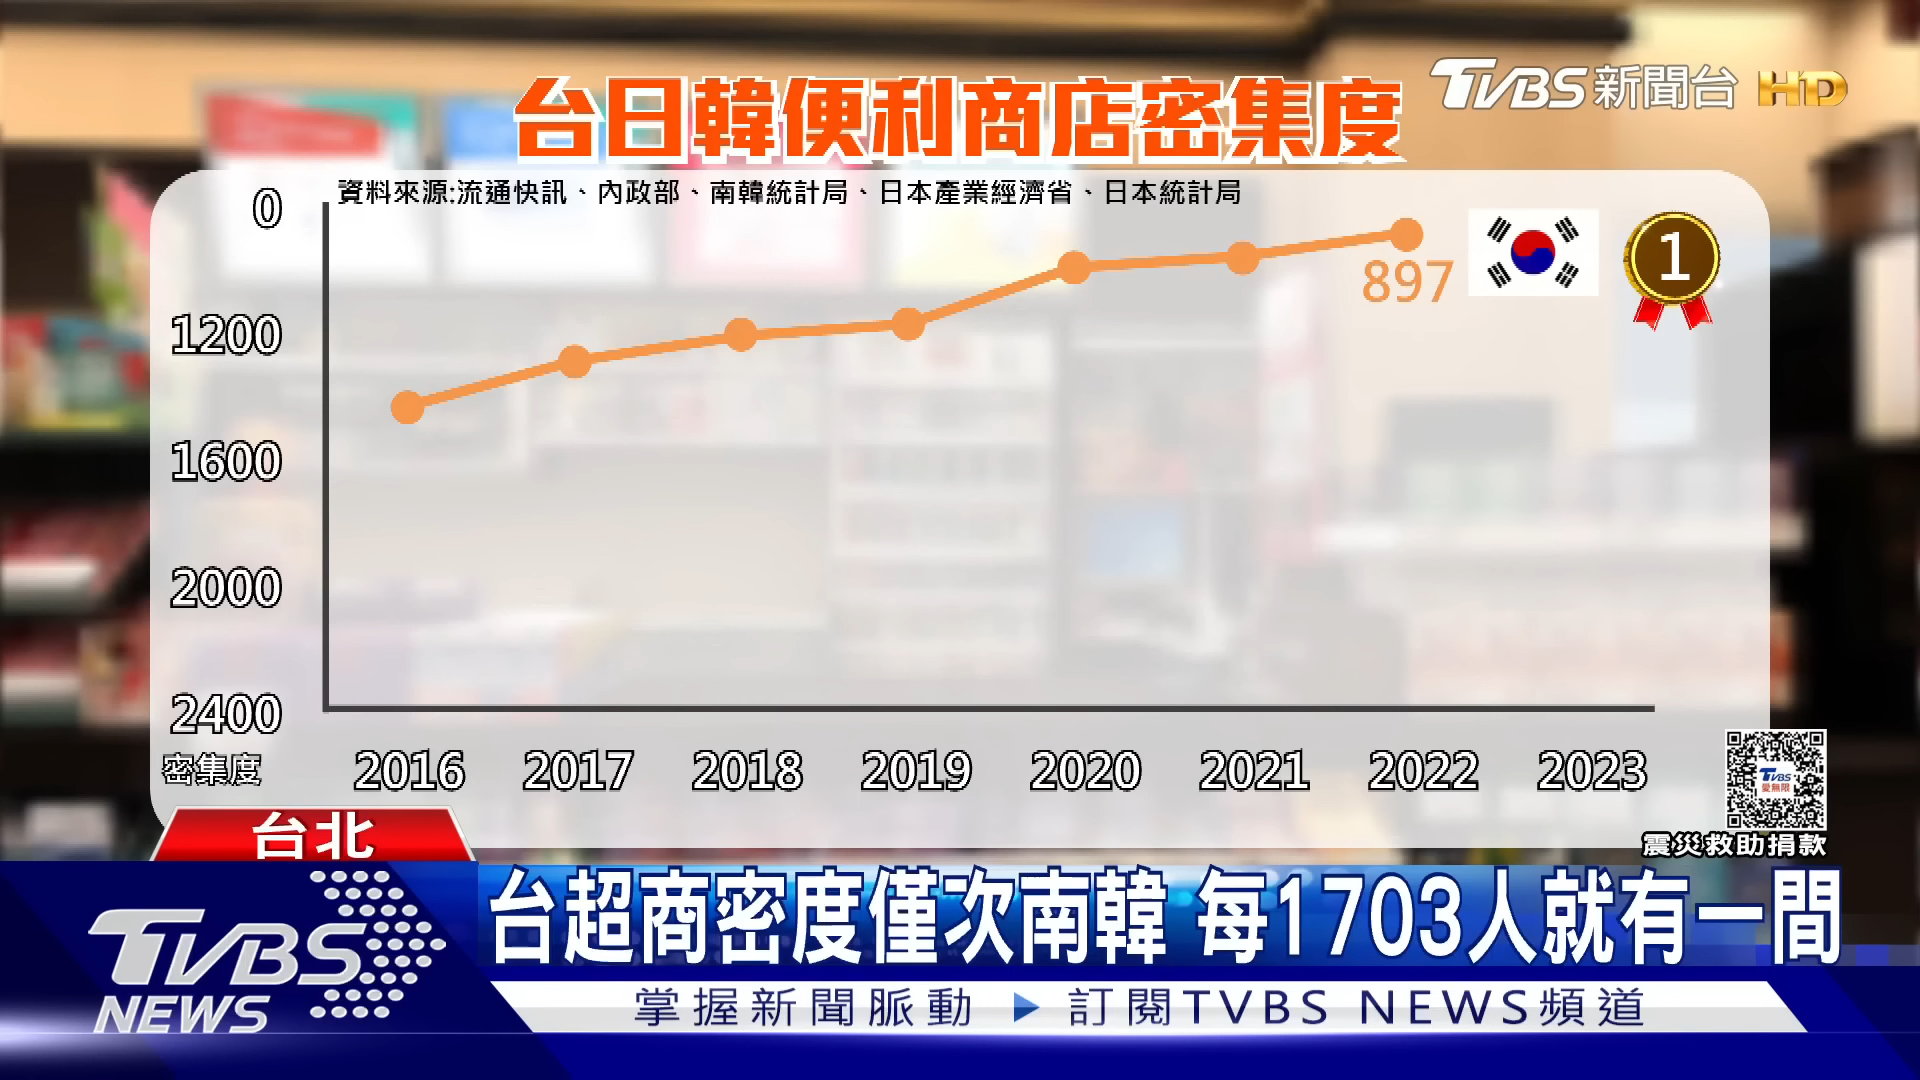 台日韓便利商店密集度
TVBS新聞台 HD
資料來源:流通快訊、內政部、南韓統計局、日本產業經濟省、日本統計局
0
1200
1600
2000
2400
密集度
897
1
2016 2017 2018 2019 2020 2021 2022 2023
TVBS
愛無限
震災救助捐款
台北
台超商密度僅次南韓 每1703人就有一間
TVBS
NEWS
掌握新聞脈動 ▶ 訂閱TVBS NEWS頻道